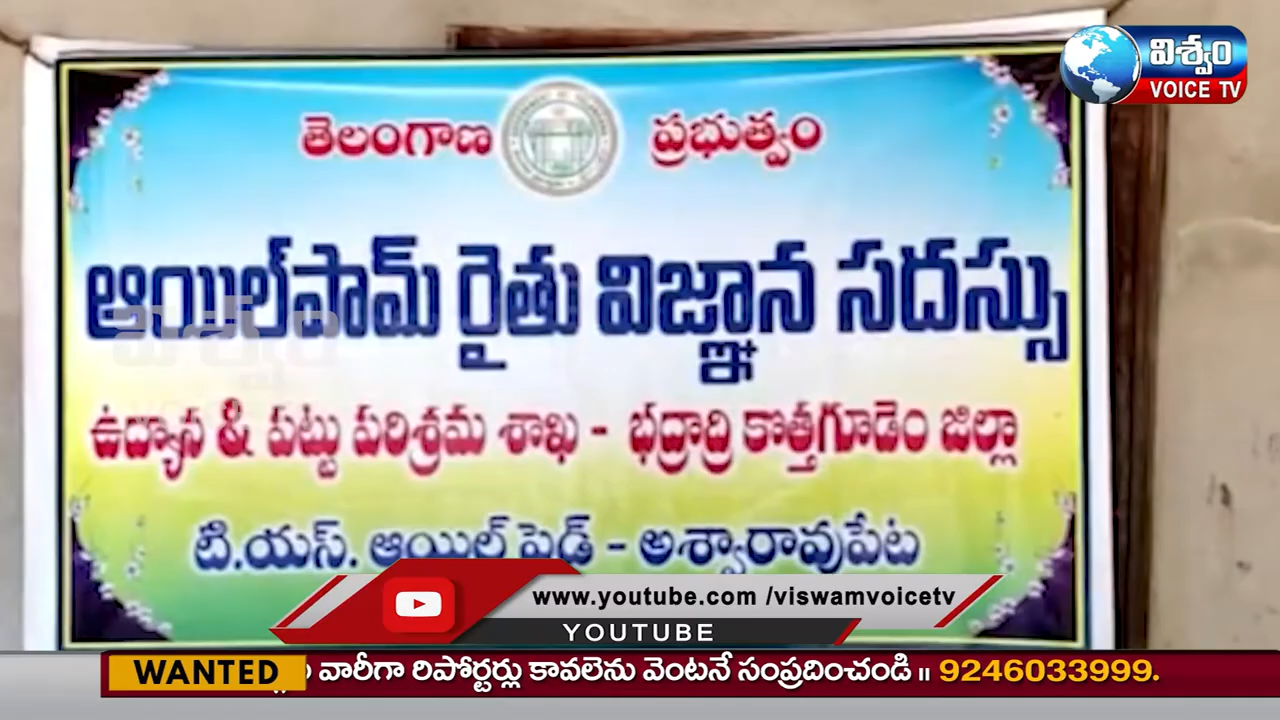 విశ్వం
VOICE TV
తెలంగాణ ప్రభుత్వం
ఆయిల్‌పామ్ రైతు విజ్ఞాన సదస్సు
ఉద్యాన & పట్టు పరిశ్రమ శాఖ - భద్రాద్రి కొత్తగూడెం జిల్లా
టి.యస్. ఆయిల్ పెడ్ - అశ్వారావుపేట
www.youtube.com /viswamvoicetv
YOUTUBE
WANTED వారీగా రిపోర్టర్లు కావలెను వెంటనే సంప్రదించండి ॥ 9246033999.